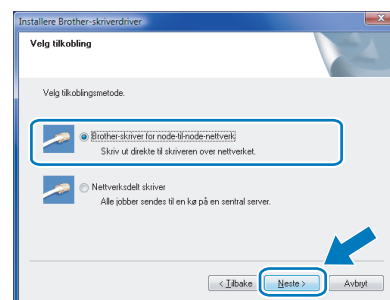 Installere Brother-skriverdriver
Velg tilkobling
Velg tilkoblingsmetode.
Brother-skriver for node-til-node-nettverk
Skriv ut direkte til skriveren over nettverket.
Nettverksdelt skriver
Alle jobber sendes til en kø på en sentral server.
< Tilbake Neste > Avbryt